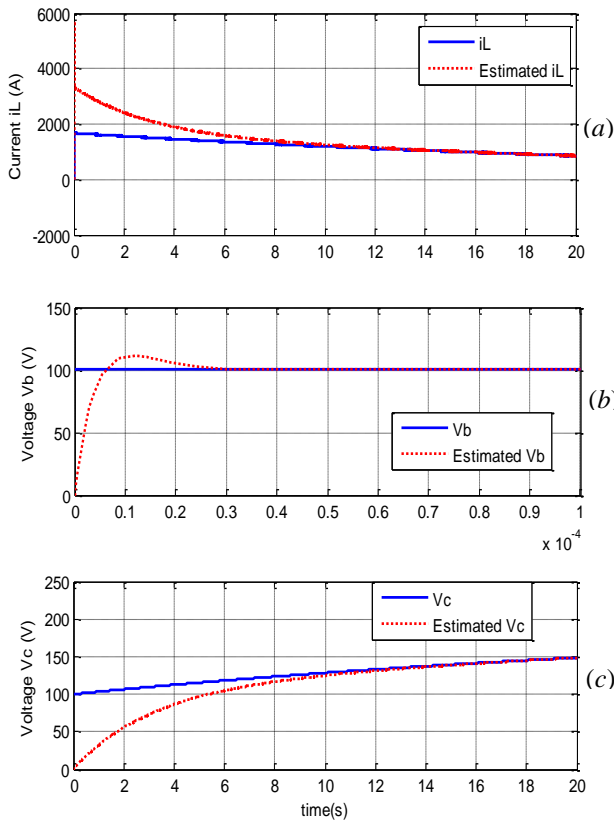 6000
4000
2000
0
-2000
Current iL (A)
iL
Estimated iL
(a)
0 2 4 6 8 10 12 14 16 18 20
150
100
50
0
Voltage Vb (V)
Vb
Estimated Vb
(b)
0 0.1 0.2 0.3 0.4 0.5 0.6 0.7 0.8 0.9 1
x 10-4
250
200
150
100
50
0
Voltage Vc (V)
Vc
Estimated Vc
(c)
0 2 4 6 8 10 12 14 16 18 20
time(s)